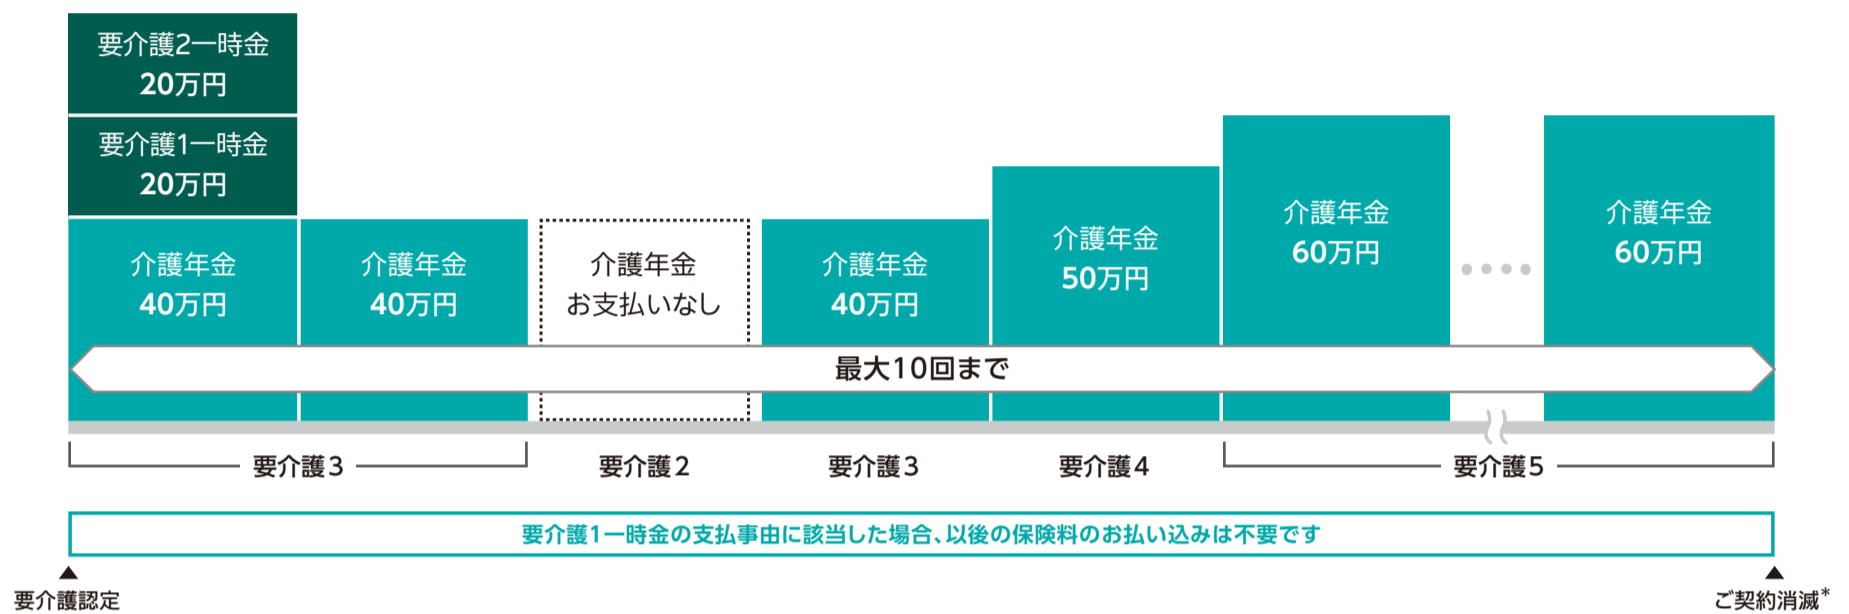 要介護2一時金
20万円
要介護1一時金
20万円
介護年金
40万円
介護年金
40万円
介護年金
お支払いなし
介護年金
40万円
介護年金
50万円
介護年金
60万円
介護年金
60万円
最大10回まで
要介護3
要介護2
要介護3
要介護4
要介護5
要介護1一時金の支払事由に該当した場合、以後の保険料のお払い込みは不要です
▲
要介護認定
▲
ご契約消滅*